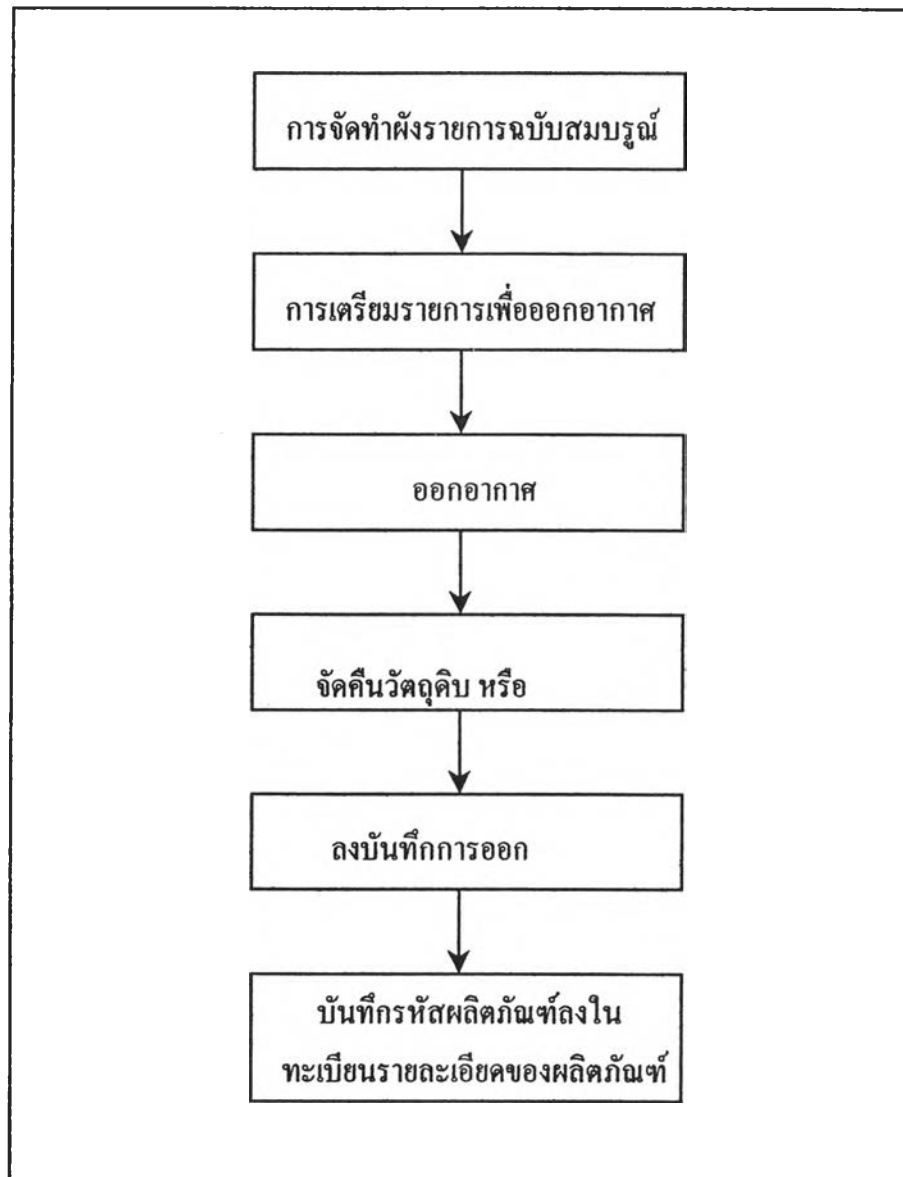 การจัดทำผังรายการฉบับสมบรูณ์
การเตรียมรายการเพื่อออกอากาศ
ออกอากาศ
จัดคืนวัตถุดิบ หรือ
ลงบันทึกการออก
บันทึกรหัสผลิตภัณฑ์ลงใน
ทะเบียนรายละเอียดของผลิตภัณฑ์